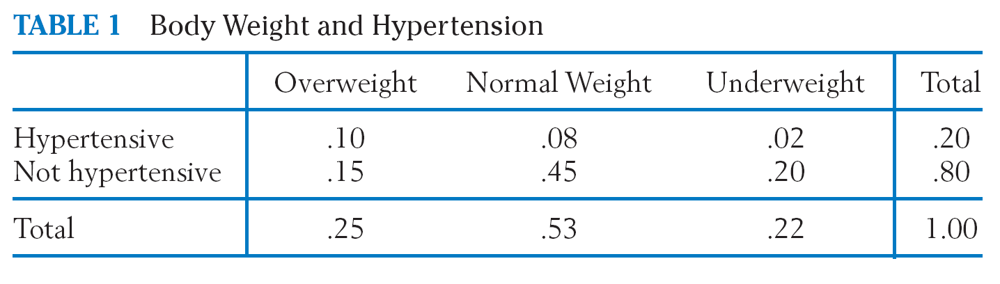 TABLE 1 Body Weight and Hypertension
Overweight Normal Weight Underweight Total
Hypertensive .10 .08 .02 .20
Not hypertensive .15 .45 .20 .80
Total .25 .53 .22 1.00